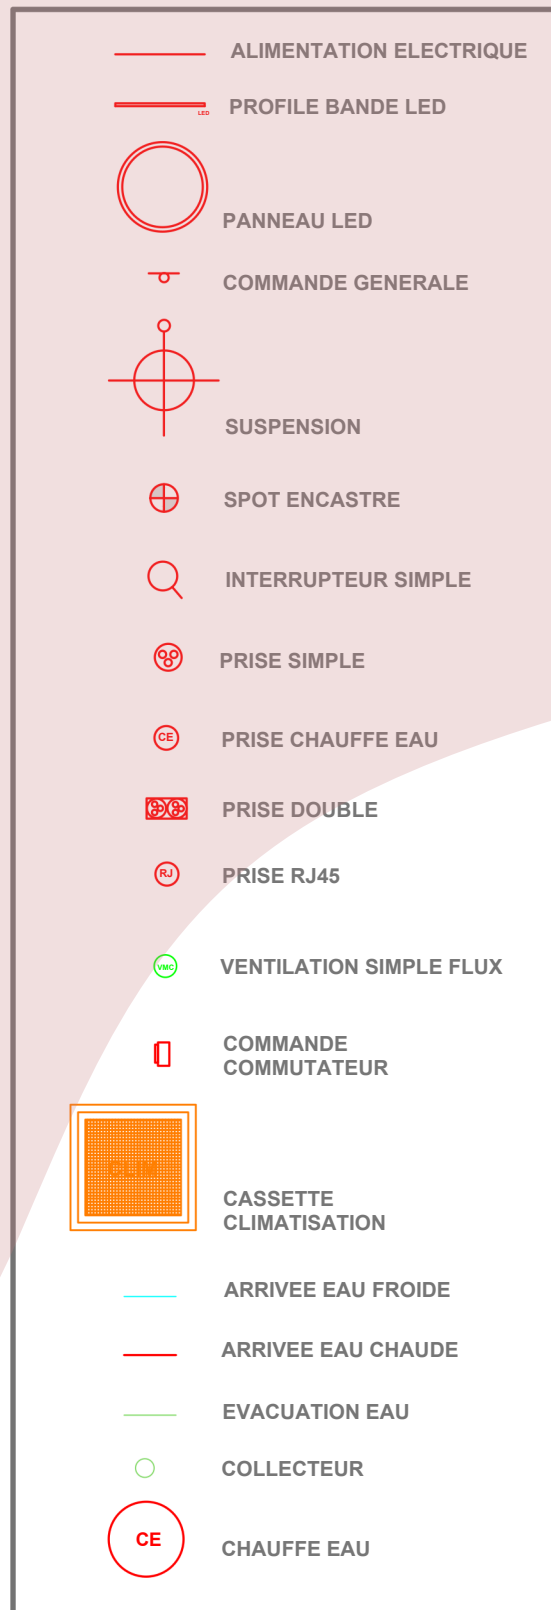 ALIMENTATION ELECTRIQUE
PROFILE BANDE LED
LED
PANNEAU LED
COMMANDE GENERALE
SUSPENSION
SPOT ENCASTRE
INTERRUPTEUR SIMPLE
PRISE SIMPLE
CE PRISE CHAUFFE EAU
PRISE DOUBLE
RJ PRISE RJ45
VMC VENTILATION SIMPLE FLUX
COMMANDE
COMMUTATEUR
CLIM
CASSETTE
CLIMATISATION
ARRIVEE EAU FROIDE
ARRIVEE EAU CHAUDE
EVACUATION EAU
COLLECTEUR
CE
CHAUFFE EAU